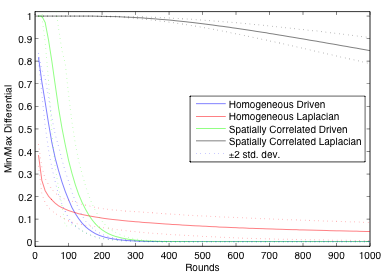 1
0.9
0.8
0.7
0.6
0.5
0.4
0.3
0.2
0.1
0
Min/Max Differential
Homogeneous Driven
Homogeneous Laplacian
Spatially Correlated Driven
Spatially Correlated Laplacian
±2 std. dev.
0 100 200 300 400 500 600 700 800 900 1000
Rounds